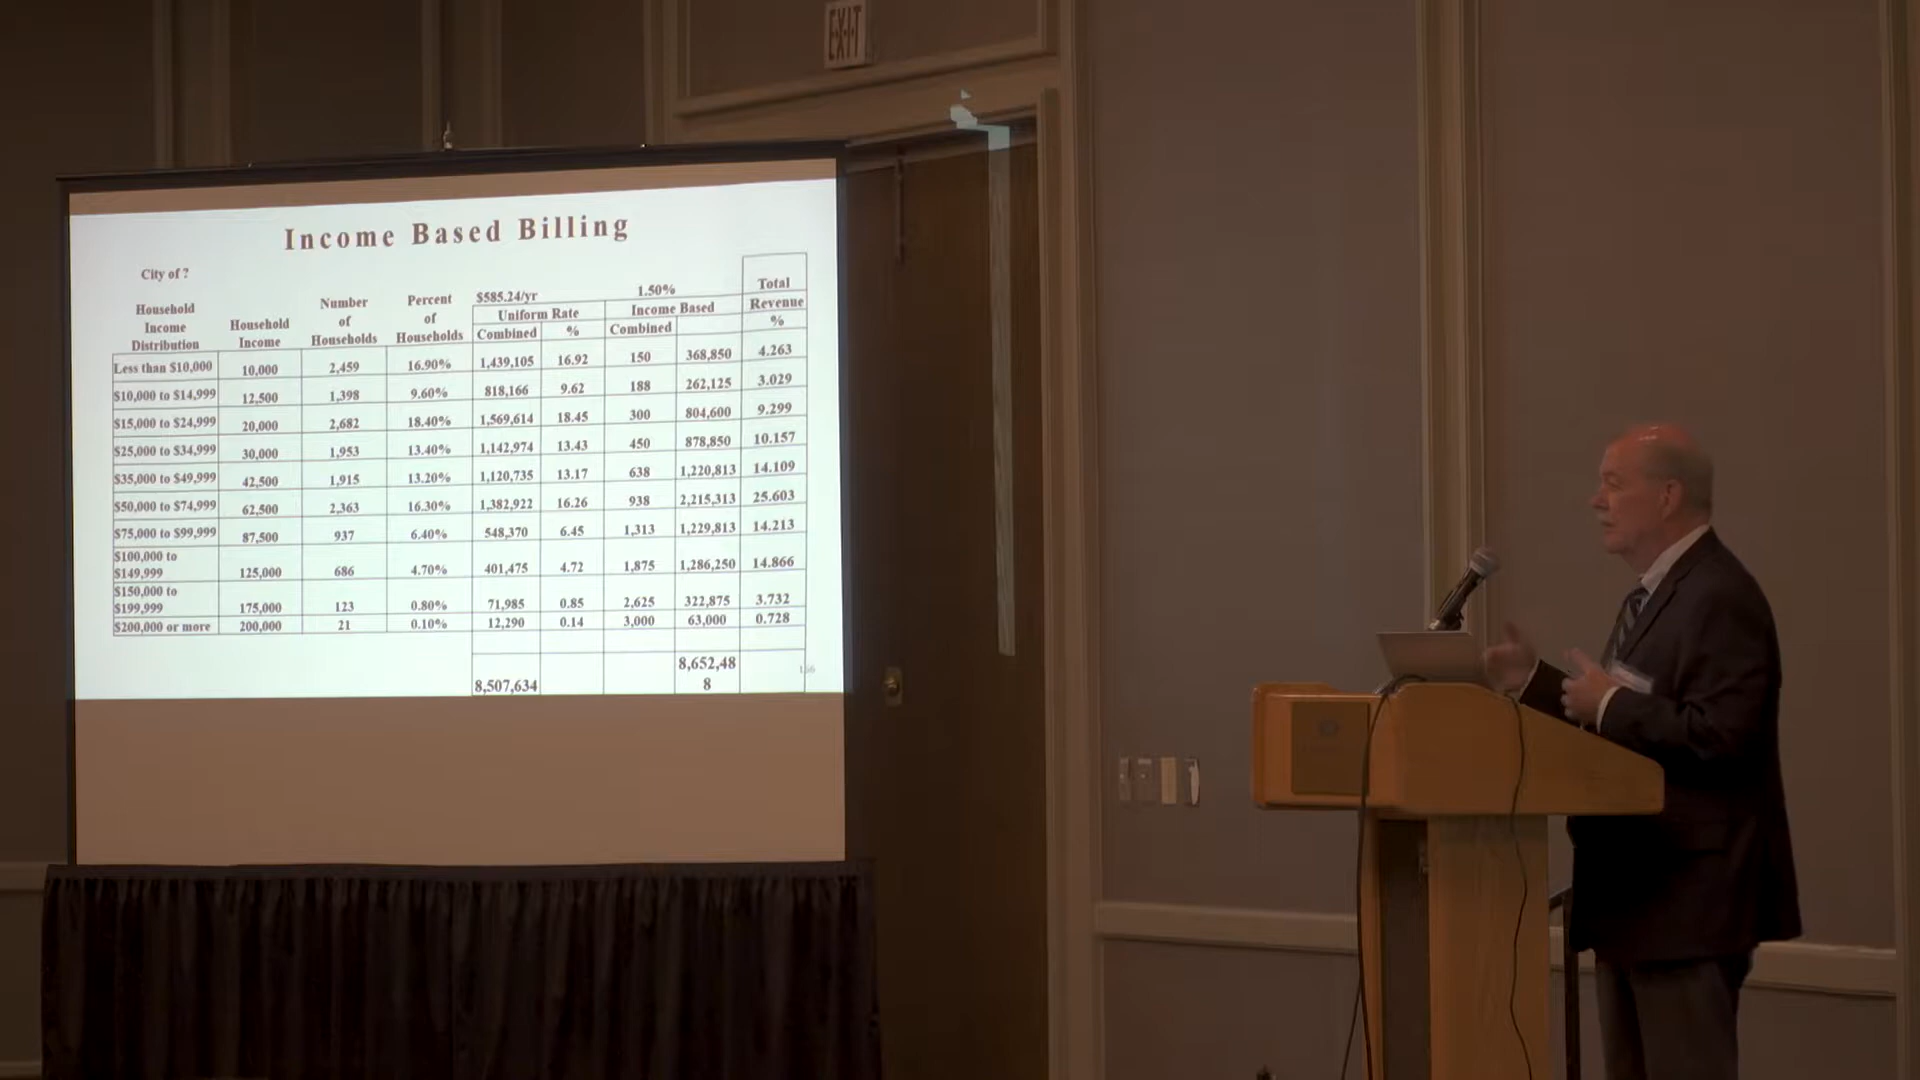 EXIT
Income Based Billing
City of ?
Household Income Distribution | Household Income | Number of Households | Percent of Households | $585.24/yr | 1.50% | Total
Uniform Rate | Income Based | Revenue
Combined | % | Combined | %
Less than $10,000 | 10,000 | 2,459 | 16.90% | 1,439,105 | 16.92 | 150 | 368,850 | 4.263
$10,000 to $14,999 | 12,500 | 1,398 | 9.60% | 818,166 | 9.62 | 188 | 262,125 | 3.029
$15,000 to $24,999 | 20,000 | 2,682 | 18.40% | 1,569,614 | 18.45 | 300 | 804,600 | 9.299
$25,000 to $34,999 | 30,000 | 1,953 | 13.40% | 1,142,974 | 13.43 | 450 | 878,850 | 10.157
$35,000 to $49,999 | 42,500 | 1,915 | 13.20% | 1,120,735 | 13.17 | 638 | 1,220,813 | 14.109
$50,000 to $74,999 | 62,500 | 2,363 | 16.30% | 1,382,922 | 16.26 | 938 | 2,215,313 | 25.603
$75,000 to $99,999 | 87,500 | 937 | 6.40% | 548,370 | 6.45 | 1,313 | 1,229,813 | 14.213
$100,000 to $149,999 | 125,000 | 686 | 4.70% | 401,475 | 4.72 | 1,875 | 1,286,250 | 14.866
$150,000 to $199,999 | 175,000 | 123 | 0.80% | 71,985 | 0.85 | 2,625 | 322,875 | 3.732
$200,000 or more | 200,000 | 21 | 0.10% | 12,290 | 0.14 | 3,000 | 63,000 | 0.728
8,507,634 | 8,652,488